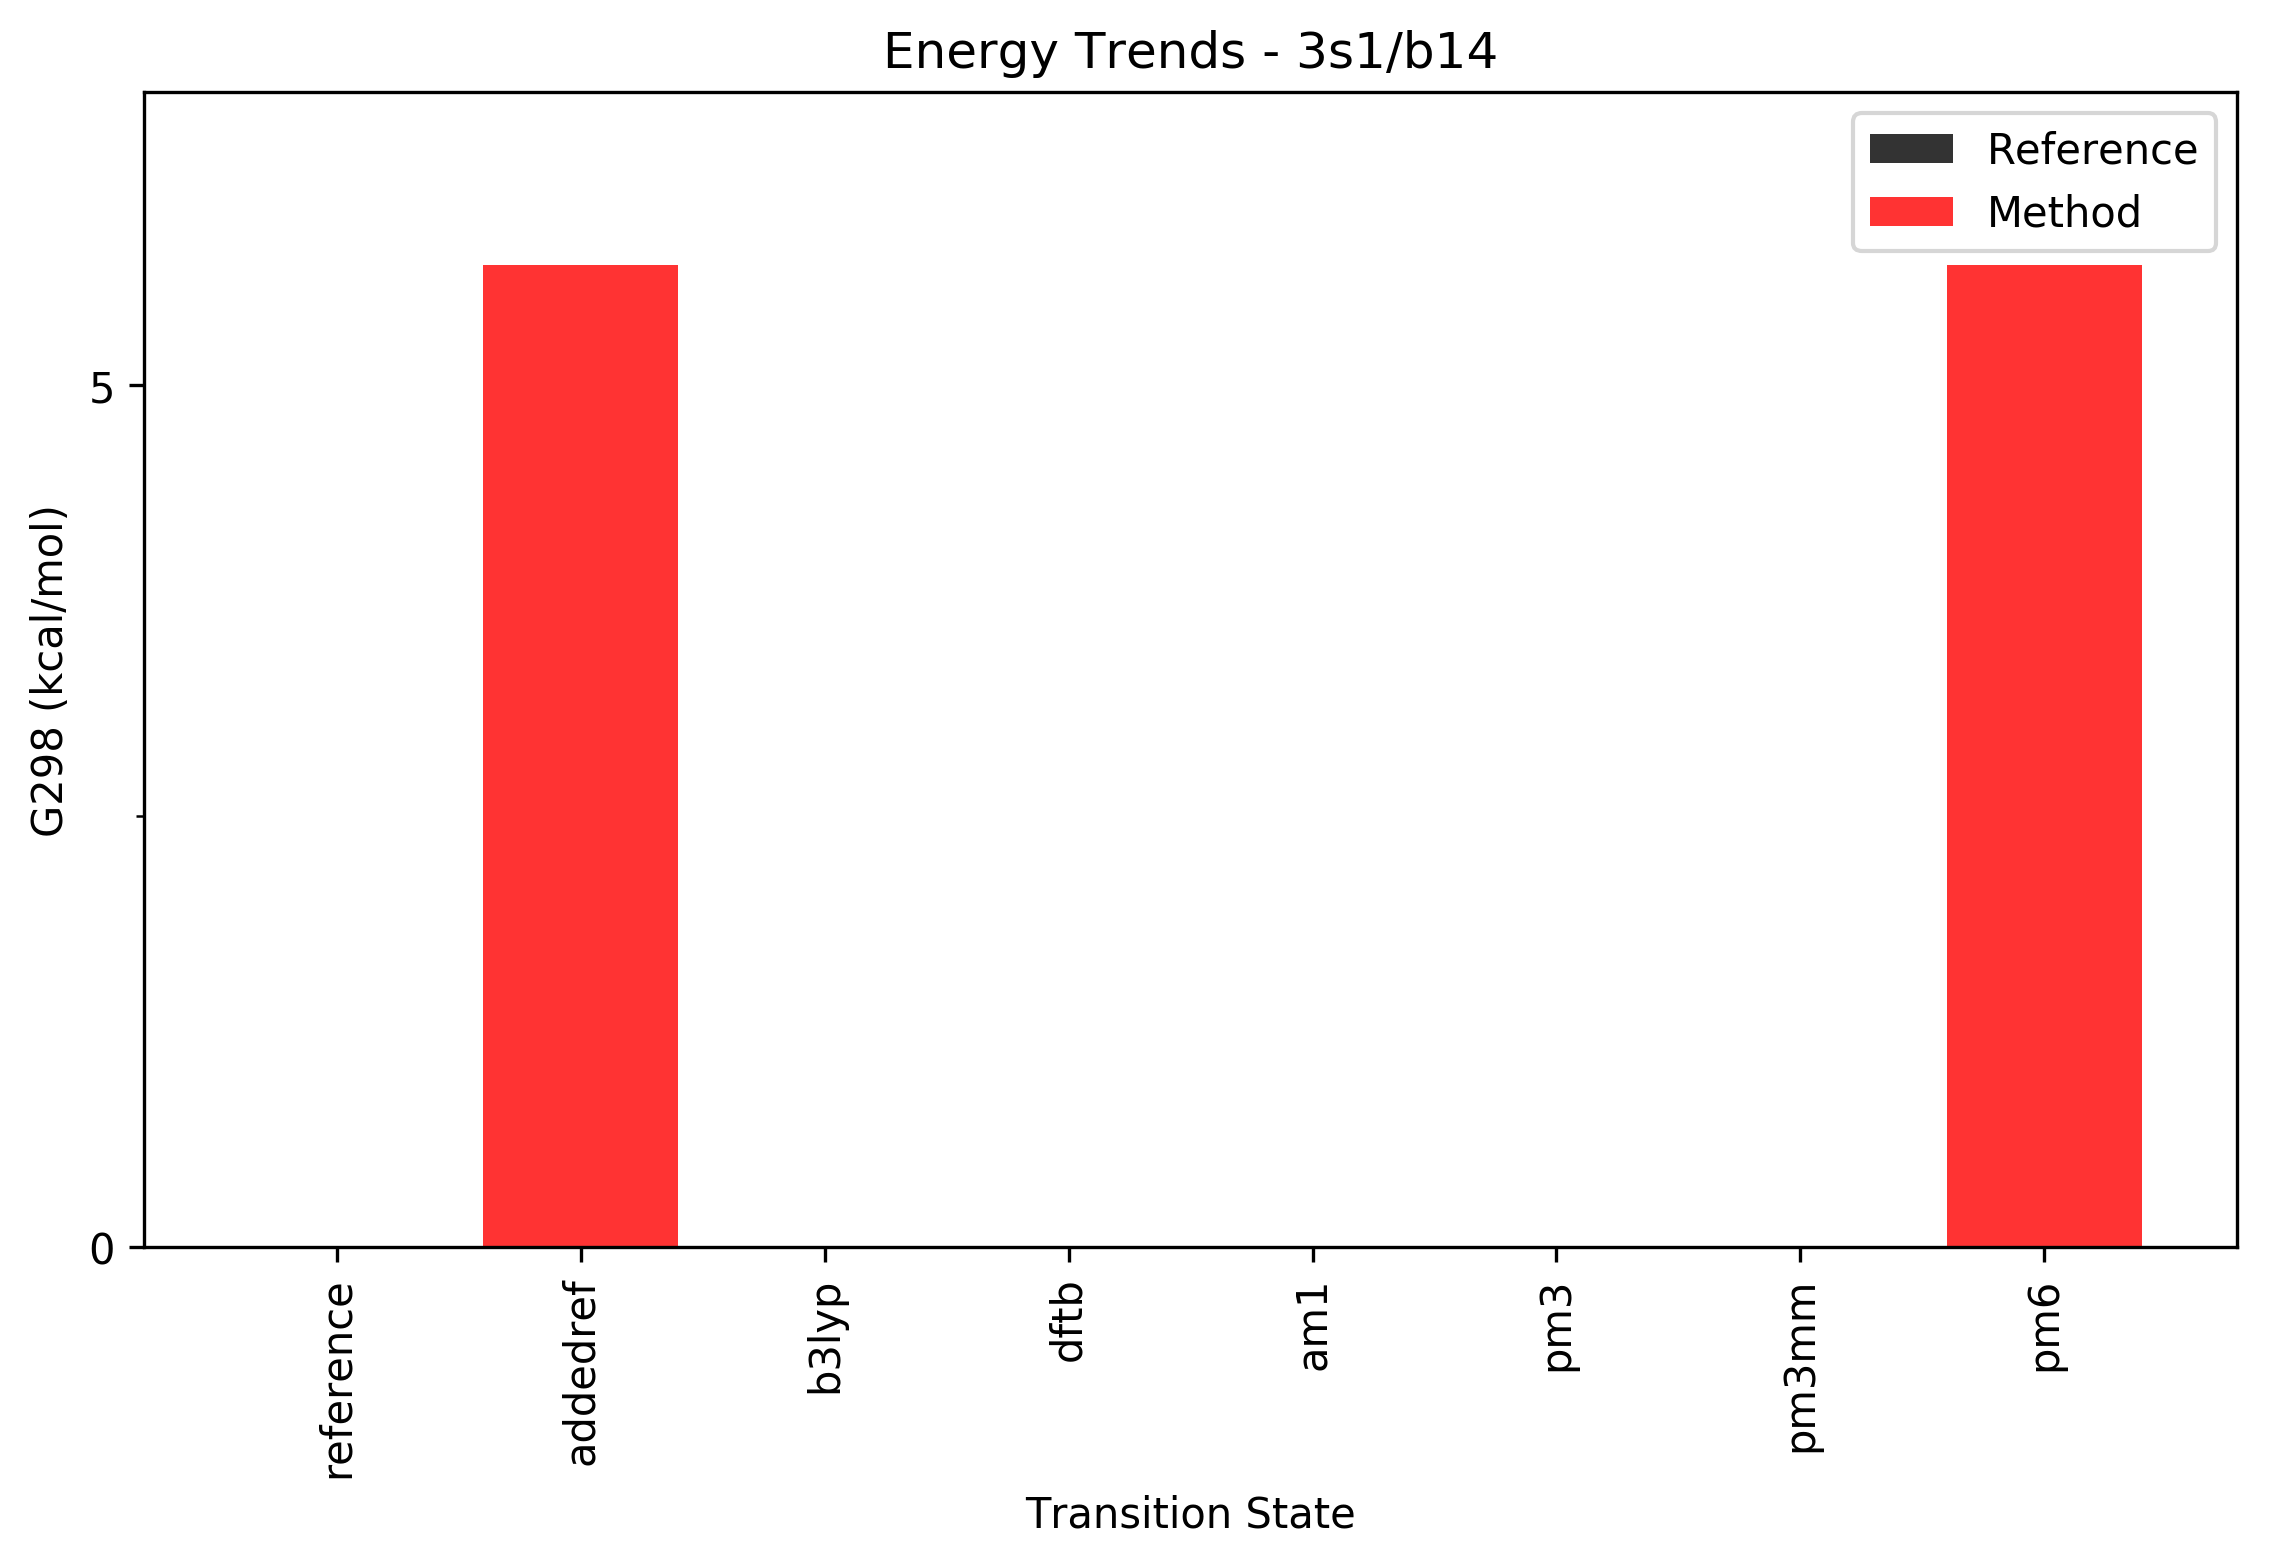 Energy Trends - 3s1/b14
Reference
Method
G298 (kcal/mol)
5
0
reference
addedref
b3lyp
dftb
am1
pm3
pm3mm
pm6
Transition State